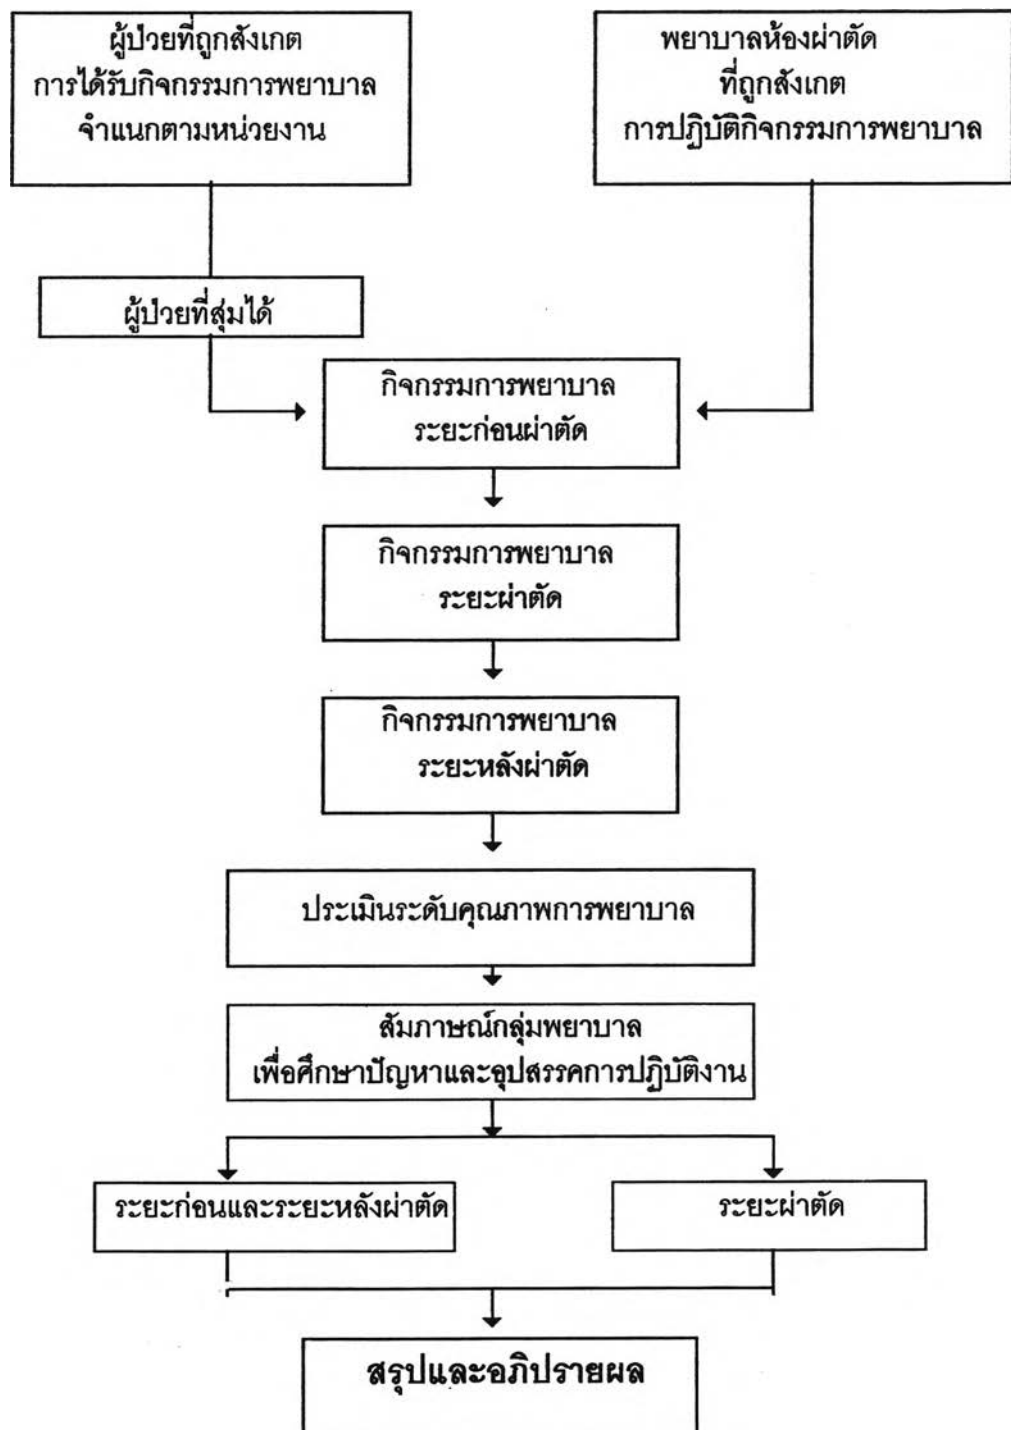 ผู้ป่วยที่ถูกสังเกต
การได้รับกิจกรรมการพยาบาล
จำแนกตามหน่วยงาน
พยาบาลห้องผ่าตัด
ที่ถูกสังเกต
การปฏิบัติกิจกรรมการพยาบาล
ผู้ป่วยที่สุ่มได้
กิจกรรมการพยาบาล
ระยะก่อนผ่าตัด
กิจกรรมการพยาบาล
ระยะผ่าตัด
กิจกรรมการพยาบาล
ระยะหลังผ่าตัด
ประเมินระดับคุณภาพการพยาบาล
สัมภาษณ์กลุ่มพยาบาล
เพื่อศึกษาปัญหาและอุปสรรคการปฏิบัติงาน
ระยะก่อนและระยะหลังผ่าตัด
ระยะผ่าตัด
สรุปและอภิปรายผล